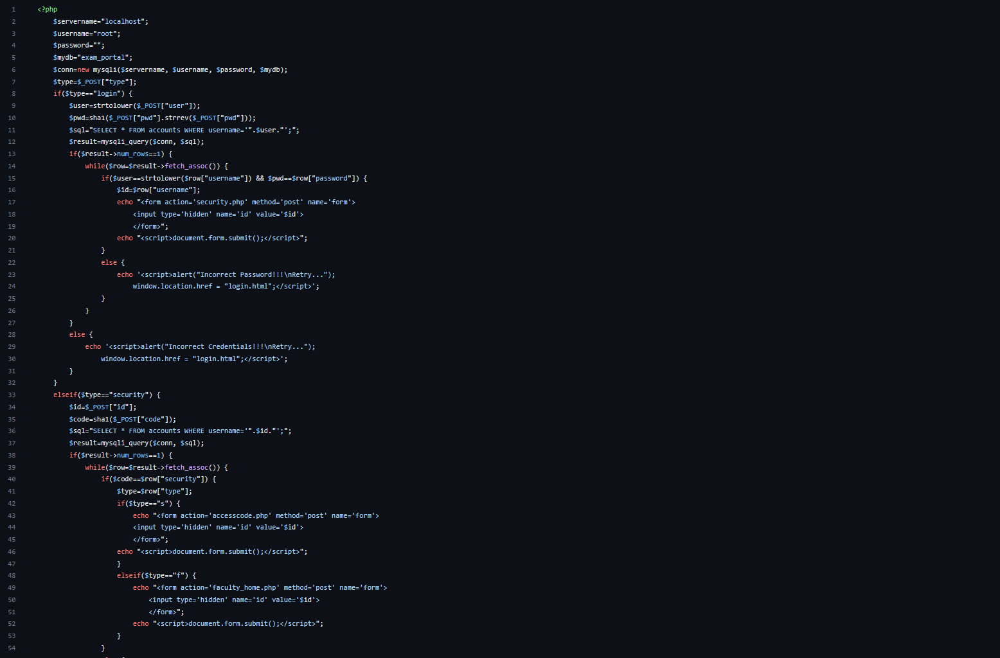 1 <?php
2 $servername="localhost";
3 $username="root";
4 $password="";
5 $mydb="exam_portal";
6 $conn=new mysqli($servername, $username, $password, $mydb);
7 $type=$_POST["type"];
8 if($type=="login") {
9 $user=strtolower($_POST["user"]);
10 $pwd=sha1($_POST["pwd"].strrev($_POST["pwd"]));
11 $sql="SELECT * FROM accounts WHERE username='".$user."';";
12 $result=mysqli_query($conn, $sql);
13 if($result->num_rows==1) {
14 while($row=$result->fetch_assoc()) {
15 if($user==strtolower($row["username"]) && $pwd==$row["password"]) {
16 $id=$row["username"];
17 echo "<form action='security.php' method='post' name='form'>
18 <input type='hidden' name='id' value='$id'>
19 </form>";
20 echo "<script>document.form.submit();</script>";
21 }
22 else {
23 echo '<script>alert("Incorrect Password!!!\nRetry...");
24 window.location.href = "login.html";</script>';
25 }
26 }
27 }
28 else {
29 echo '<script>alert("Incorrect Credentials!!!\nRetry...");
30 window.location.href = "login.html";</script>';
31 }
32 }
33 elseif($type=="security") {
34 $id=$_POST["id"];
35 $code=sha1($_POST["code"]);
36 $sql="SELECT * FROM accounts WHERE username='".$id."';";
37 $result=mysqli_query($conn, $sql);
38 if($result->num_rows==1) {
39 while($row=$result->fetch_assoc()) {
40 if($code==$row["security"]) {
41 $type=$row["type"];
42 if($type=="s") {
43 echo "<form action='accesscode.php' method='post' name='form'>
44 <input type='hidden' name='id' value='$id'>
45 </form>";
46 echo "<script>document.form.submit();</script>";
47 }
48 elseif($type=="f") {
49 echo "<form action='faculty_home.php' method='post' name='form'>
50 <input type='hidden' name='id' value='$id'>
51 </form>";
52 echo "<script>document.form.submit();</script>";
53 }
54 }